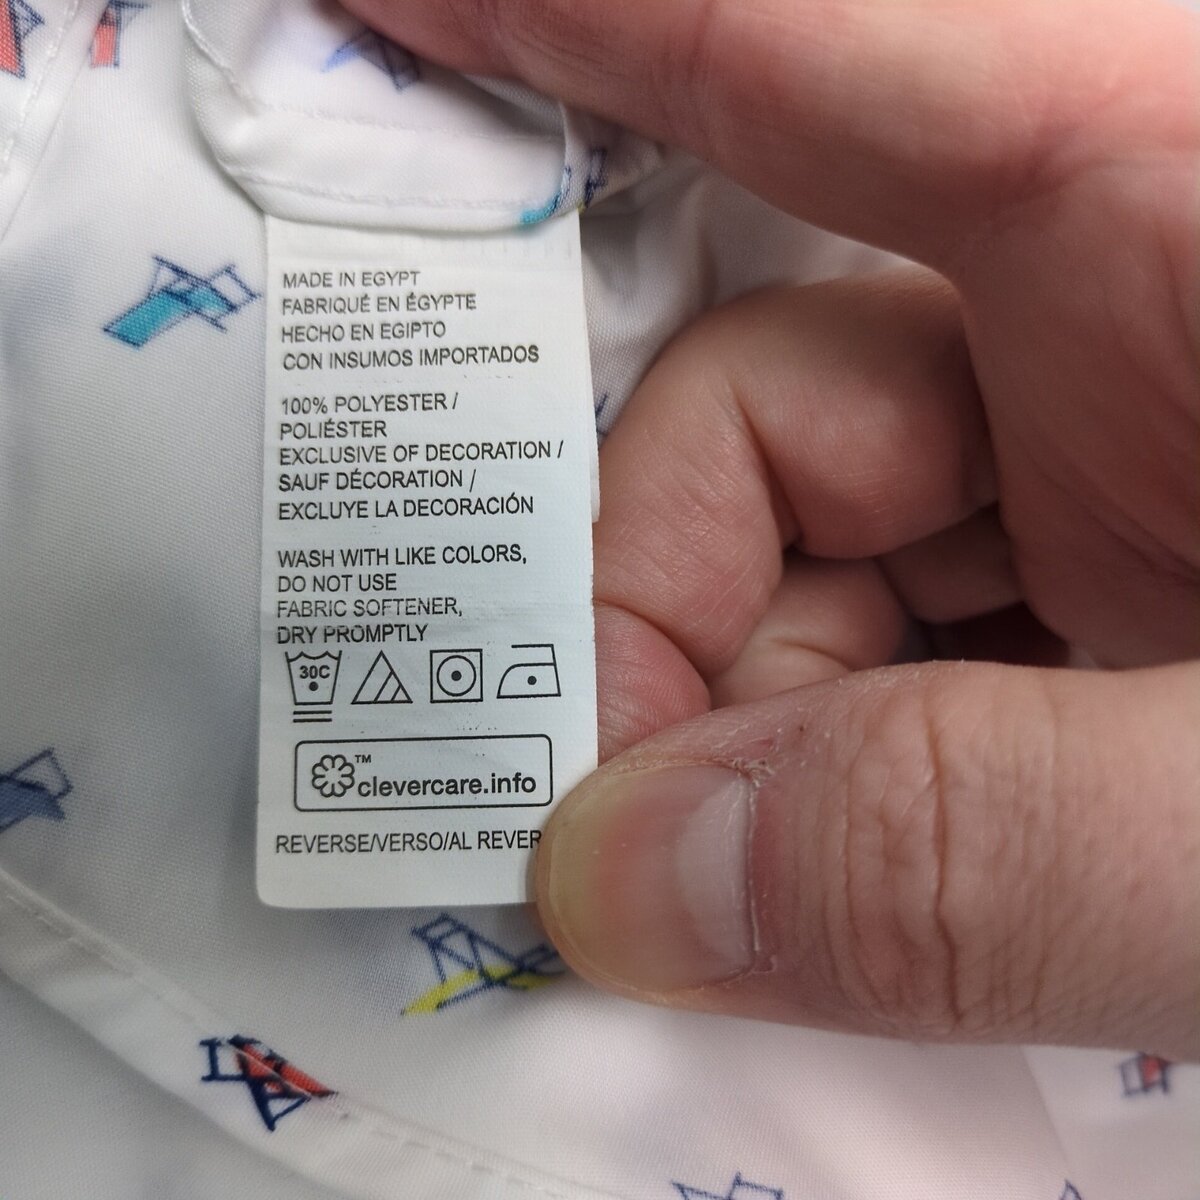 MADE IN EGYPT
FABRIQUÉ EN ÉGYPTE
HECHO EN EGIPTO
CON INSUMOS IMPORTADOS
100% POLYESTER /
POLIÉSTER
EXCLUSIVE OF DECORATION /
SAUF DÉCORATION /
EXCLUYE LA DECORACIÓN
WASH WITH LIKE COLORS,
DO NOT USE
FABRIC SOFTENER,
DRY PROMPTLY
30C
™
clevercare.info
REVERSE/VERSO/AL REVER